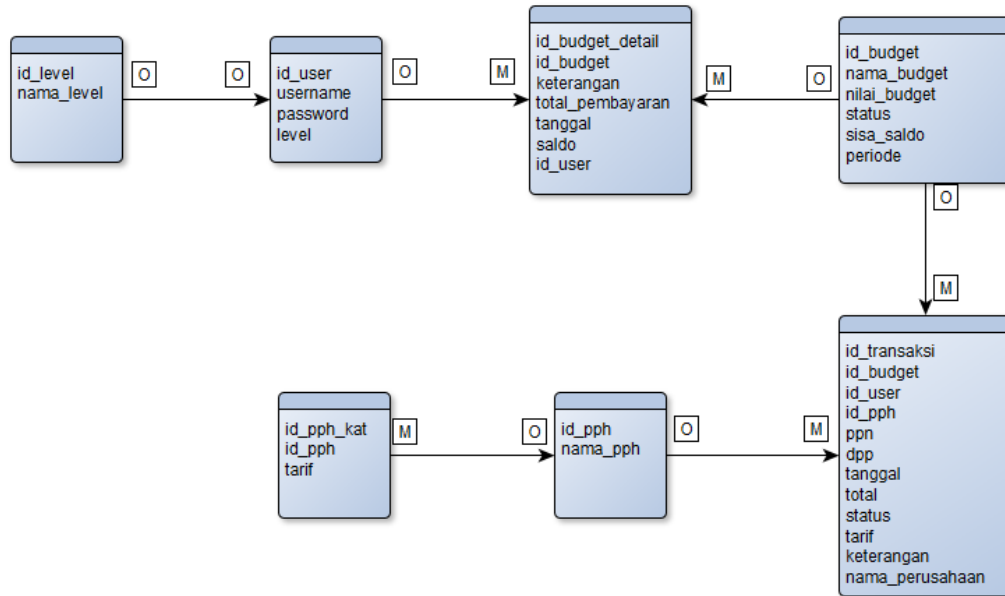 id_level
nama_level
O
O
id_user
username
password
level
O
M
id_budget_detail
id_budget
keterangan
total_pembayaran
tanggal
saldo
id_user
M
O
id_budget
nama_budget
nilai_budget
status
sisa_saldo
periode
O
M
id_pph_kat
id_pph
tarif
M
O
id_pph
nama_pph
O
M
id_transaksi
id_budget
id_user
id_pph
ppn
dpp
tanggal
total
status
tarif
keterangan
nama_perusahaan